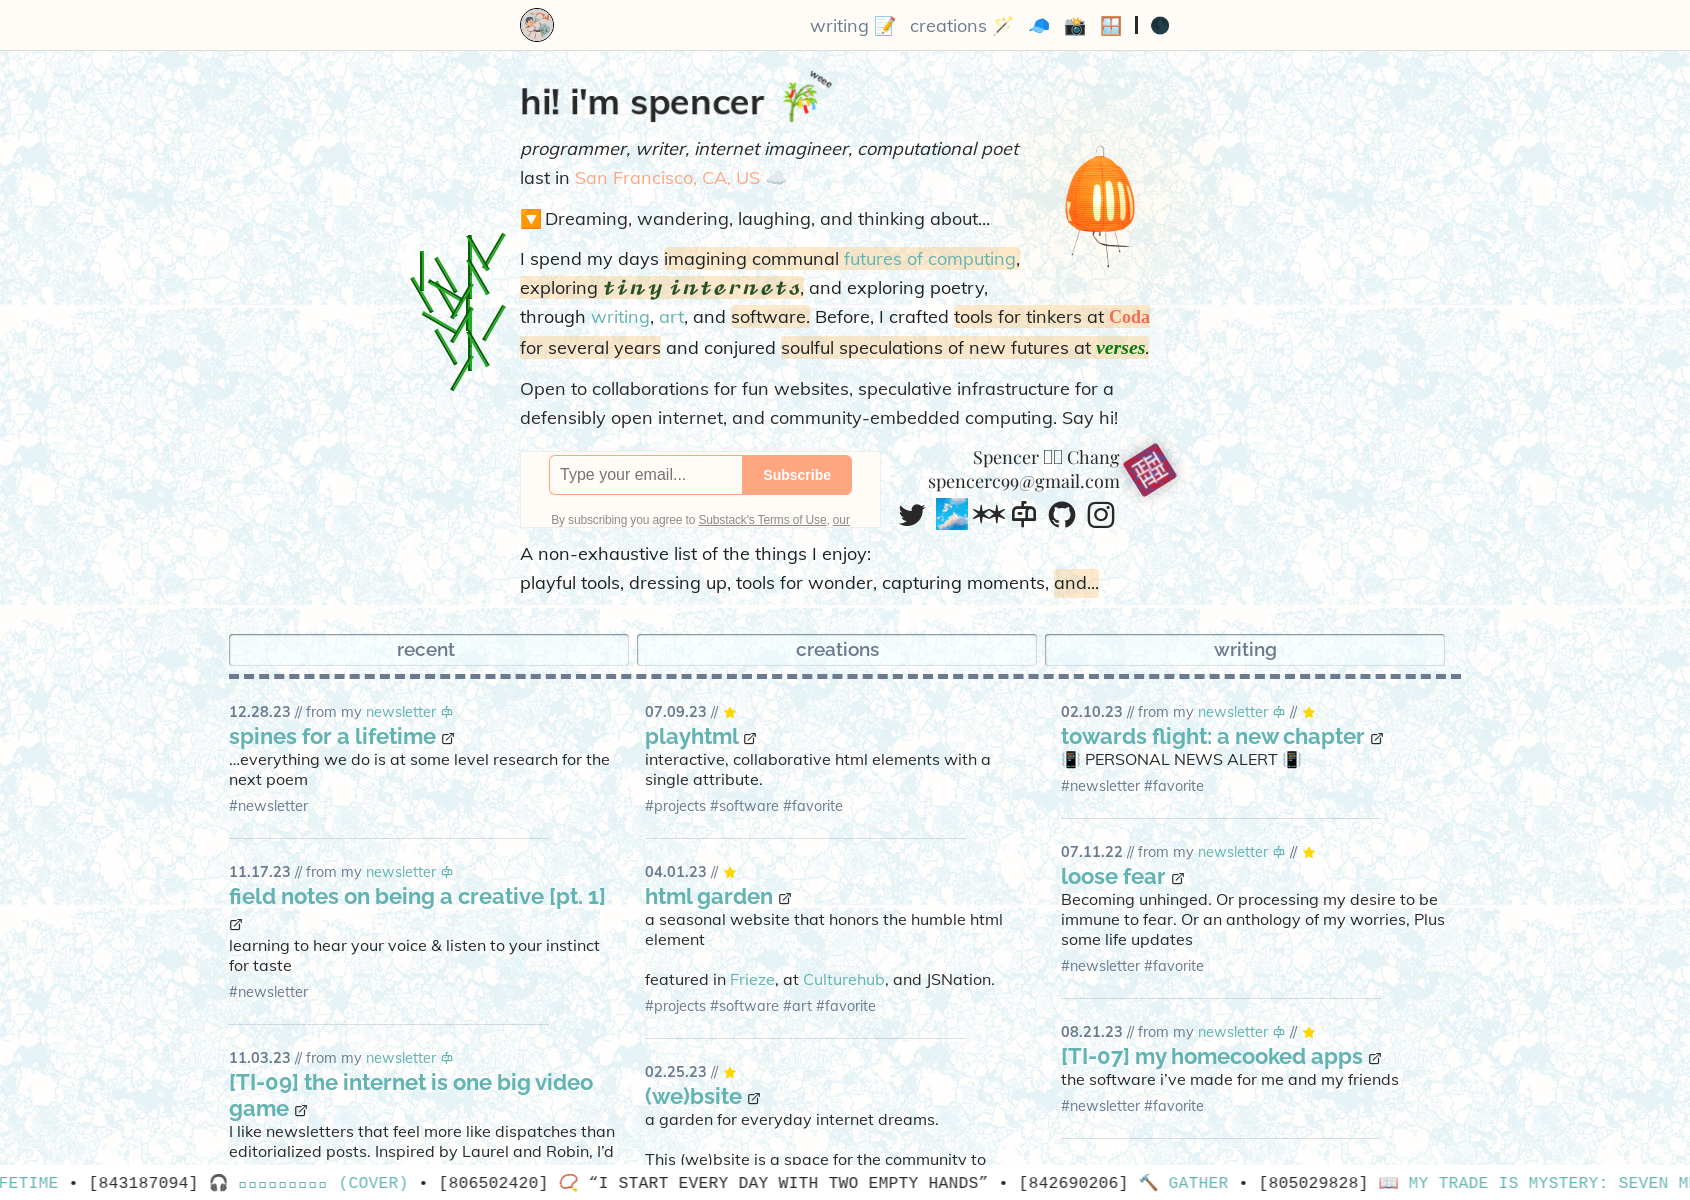 writing 📝 creations 🪄 🧢 📸 🪟 | 🌑
hi! i'm spencer
weee
programmer, writer, internet imagineer, computational poet
last in San Francisco, CA, US ☁️
🔽 Dreaming, wandering, laughing, and thinking about...
I spend my days imagining communal futures of computing,
exploring tiny internets, and exploring poetry,
through writing, art, and software. Before, I crafted tools for tinkers at Coda
for several years and conjured soulful speculations of new futures at verses.
Open to collaborations for fun websites, speculative infrastructure for a
defensibly open internet, and community-embedded computing. Say hi!
Type your email...
Subscribe
By subscribing you agree to Substack's Terms of Use, our
Spencer Chang
spencerc99@gmail.com
A non-exhaustive list of the things I enjoy:
playful tools, dressing up, tools for wonder, capturing moments, and...
recent
creations
writing
12.28.23 // from my newsletter
spines for a lifetime
...everything we do is at some level research for the
next poem
#newsletter
11.17.23 // from my newsletter
field notes on being a creative [pt. 1]
learning to hear your voice & listen to your instinct
for taste
#newsletter
11.03.23 // from my newsletter
[TI-09] the internet is one big video
game
I like newsletters that feel more like dispatches than
editorialized posts. Inspired by Laurel and Robin, I'd
07.09.23 // ⭐
playhtml
interactive, collaborative html elements with a
single attribute.
#projects #software #favorite
04.01.23 // ⭐
html garden
a seasonal website that honors the humble html
element
featured in Frieze, at Culturehub, and JSNation.
#projects #software #art #favorite
02.25.23 // ⭐
(we)bsite
a garden for everyday internet dreams.
This (we)bsite is a space for the community to
02.10.23 // from my newsletter // ⭐
towards flight: a new chapter
📳 PERSONAL NEWS ALERT 📳
#newsletter #favorite
07.11.22 // from my newsletter // ⭐
loose fear
Becoming unhinged. Or processing my desire to be
immune to fear. Or an anthology of my worries, Plus
some life updates
#newsletter #favorite
08.21.23 // from my newsletter // ⭐
[TI-07] my homecooked apps
the software i've made for me and my friends
#newsletter #favorite
FETIME • [843187094] 🎧 (COVER) • [806502420] 📿 “I START EVERY DAY WITH TWO EMPTY HANDS” • [842690206] 🔨 GATHER • [805029828] 📖 MY TRADE IS MYSTERY: SEVEN